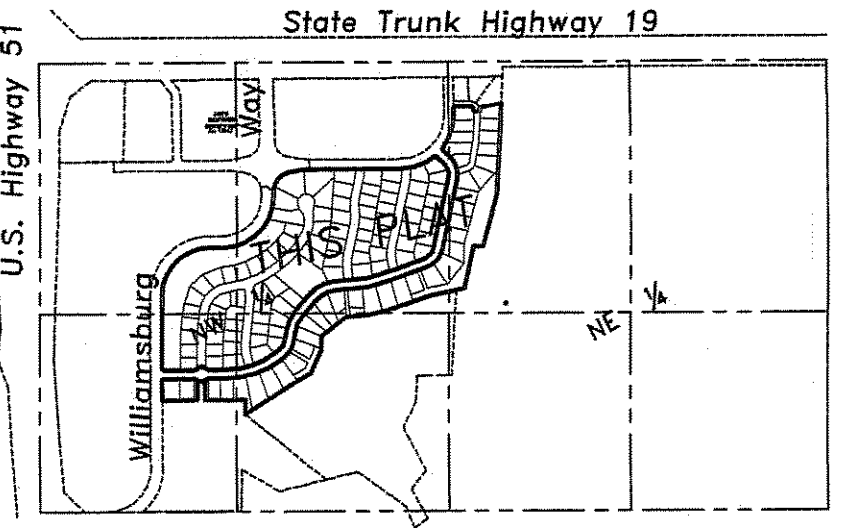 State Trunk Highway 19
U.S. Highway 51
Way
THIS PLAT
NW 1/4
NE 1/4
Williamsburg